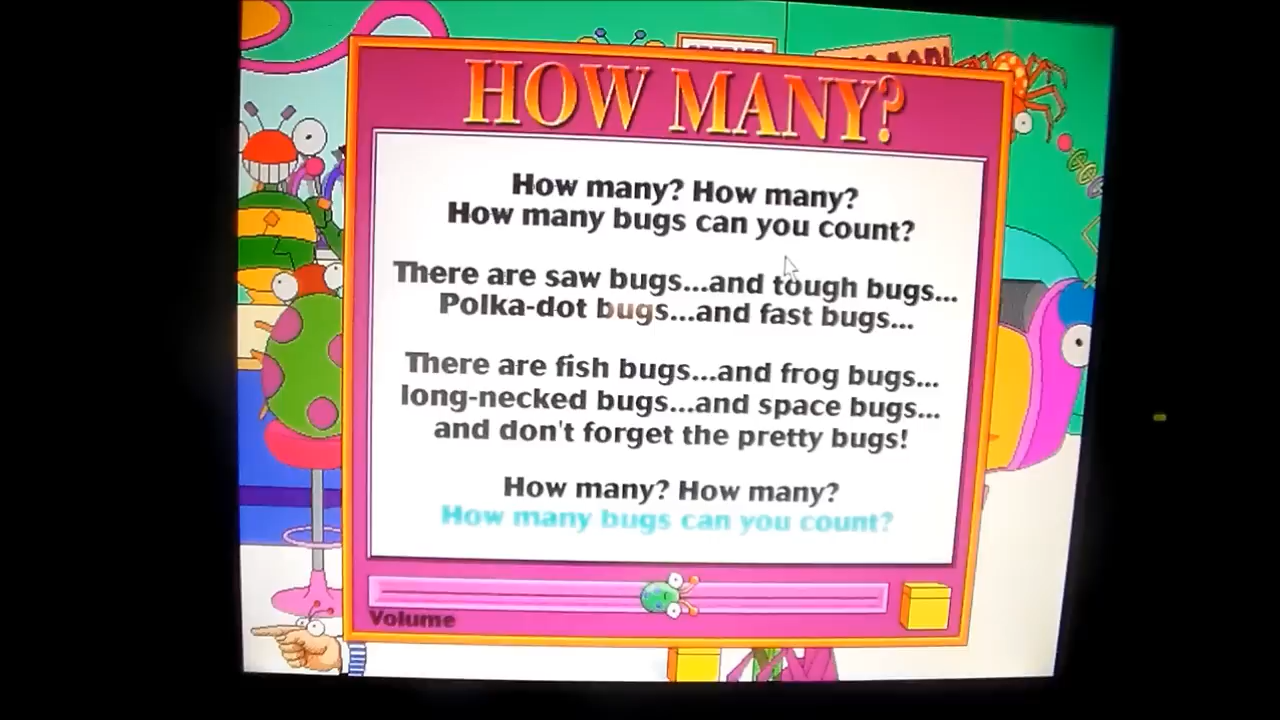 HOW MANY?
How many? How many?
How many bugs can you count?
There are saw bugs...and tough bugs...
Polka-dot bugs...and fast bugs...
There are fish bugs...and frog bugs...
long-necked bugs...and space bugs...
and don't forget the pretty bugs!
How many? How many?
How many bugs can you count?
Volume